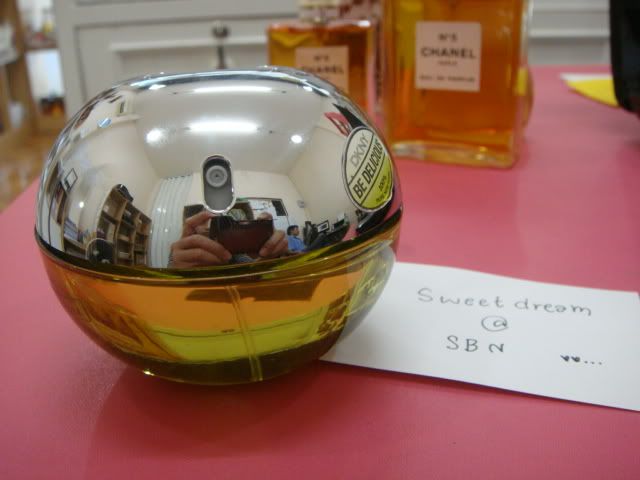 N°5
CHANEL
N°5
CHANEL
PARIS
EAU DE PARFUM
DKNY
BE DELICIOUS
Sweet dream
@
SBN